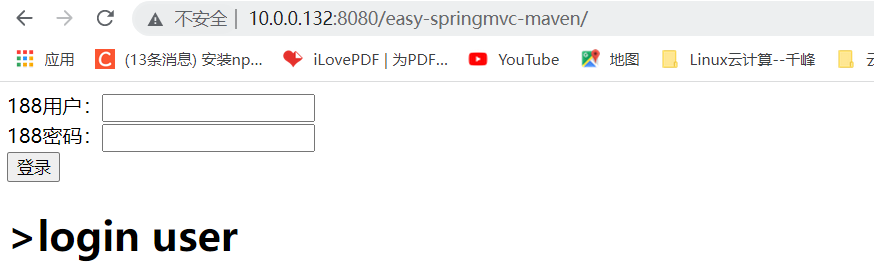 不安全 | 10.0.0.132:8080/easy-springmvc-maven/
应用 (13条消息) 安装np... iLovePDF | 为PDF... YouTube 地图 Linux云计算--千峰
188用户：
188密码：
登录
>login user